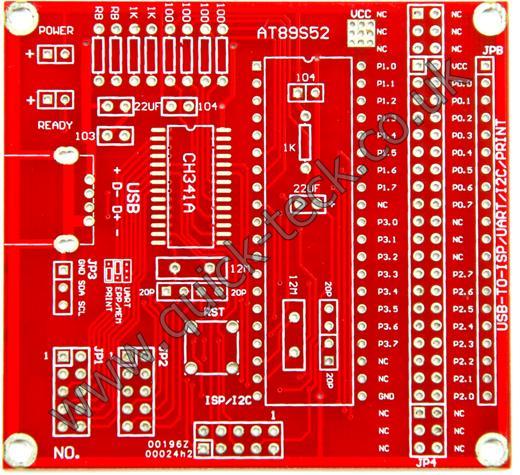 R8
R8
1K
1K
100
100
100
100
AT89S52
VCC
NC
NC
NC
NC
NC
NC
POWER
+
+
READY
22UF
104
103
104
1K
22UF
CH341A
+ D- D+ -
USB
JP3
GND SDA SCL
UART
EPP/MEM
PRINT
12M
20P
20P
RST
ISP/I2C
12M
20P
20P
P1.0
P1.1
P1.2
P1.3
P1.4
P1.5
P1.6
P1.7
NC
P3.0
P3.1
P3.2
P3.3
P3.4
P3.5
P3.6
P3.7
NC
NC
GND
NC
NC
NC
JP8
VCC
P0.0
P0.1
P0.2
P0.3
P0.4
P0.5
P0.6
P0.7
NC
NC
NC
P2.7
P2.6
P2.5
P2.4
P2.3
P2.2
P2.1
P2.0
NC
NC
NC
JP4
USB-TO-ISP/UART/I2C/PRINT
1
JP1
1
JP2
NO.
1
00196Z
00024h2
www.quick-teck.co.uk